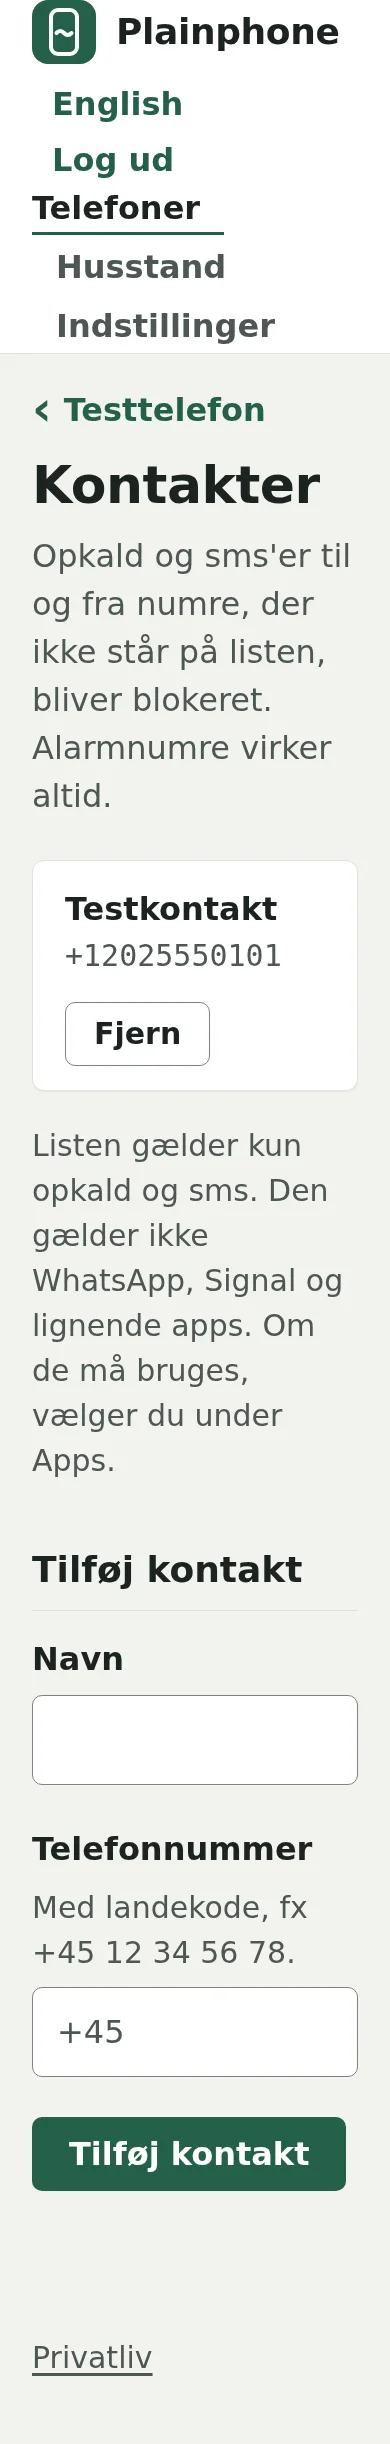 Plainphone
English
Log ud
Telefoner
Husstand
Indstillinger
‹ Testtelefon
Kontakter
Opkald og sms'er til
og fra numre, der
ikke står på listen,
bliver blokeret.
Alarmnumre virker
altid.
Testkontakt
+12025550101
Fjern
Listen gælder kun
opkald og sms. Den
gælder ikke
WhatsApp, Signal og
lignende apps. Om
de må bruges,
vælger du under
Apps.
Tilføj kontakt
Navn
Telefonnummer
Med landekode, fx
+45 12 34 56 78.
+45
Tilføj kontakt
Privatliv